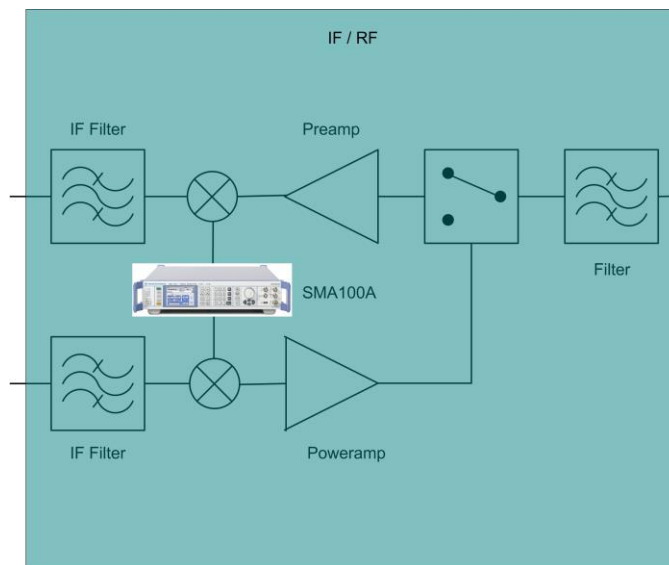 IF / RF
IF Filter
Preamp
Filter
SMA100A
IF Filter
Poweramp